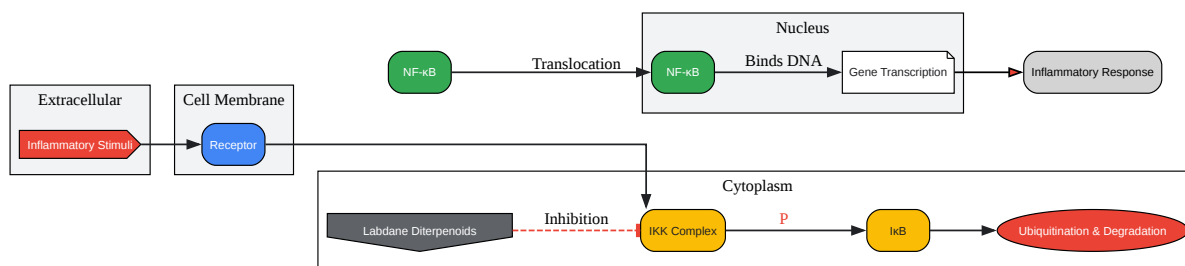 Nucleus
NF-κB
Translocation
NF-κB
Binds DNA
Gene Transcription
Inflammatory Response
Extracellular
Inflammatory Stimuli
Cell Membrane
Receptor
Cytoplasm
Labdane Diterpenoids
Inhibition
IKK Complex
P
IκB
Ubiquitination & Degradation